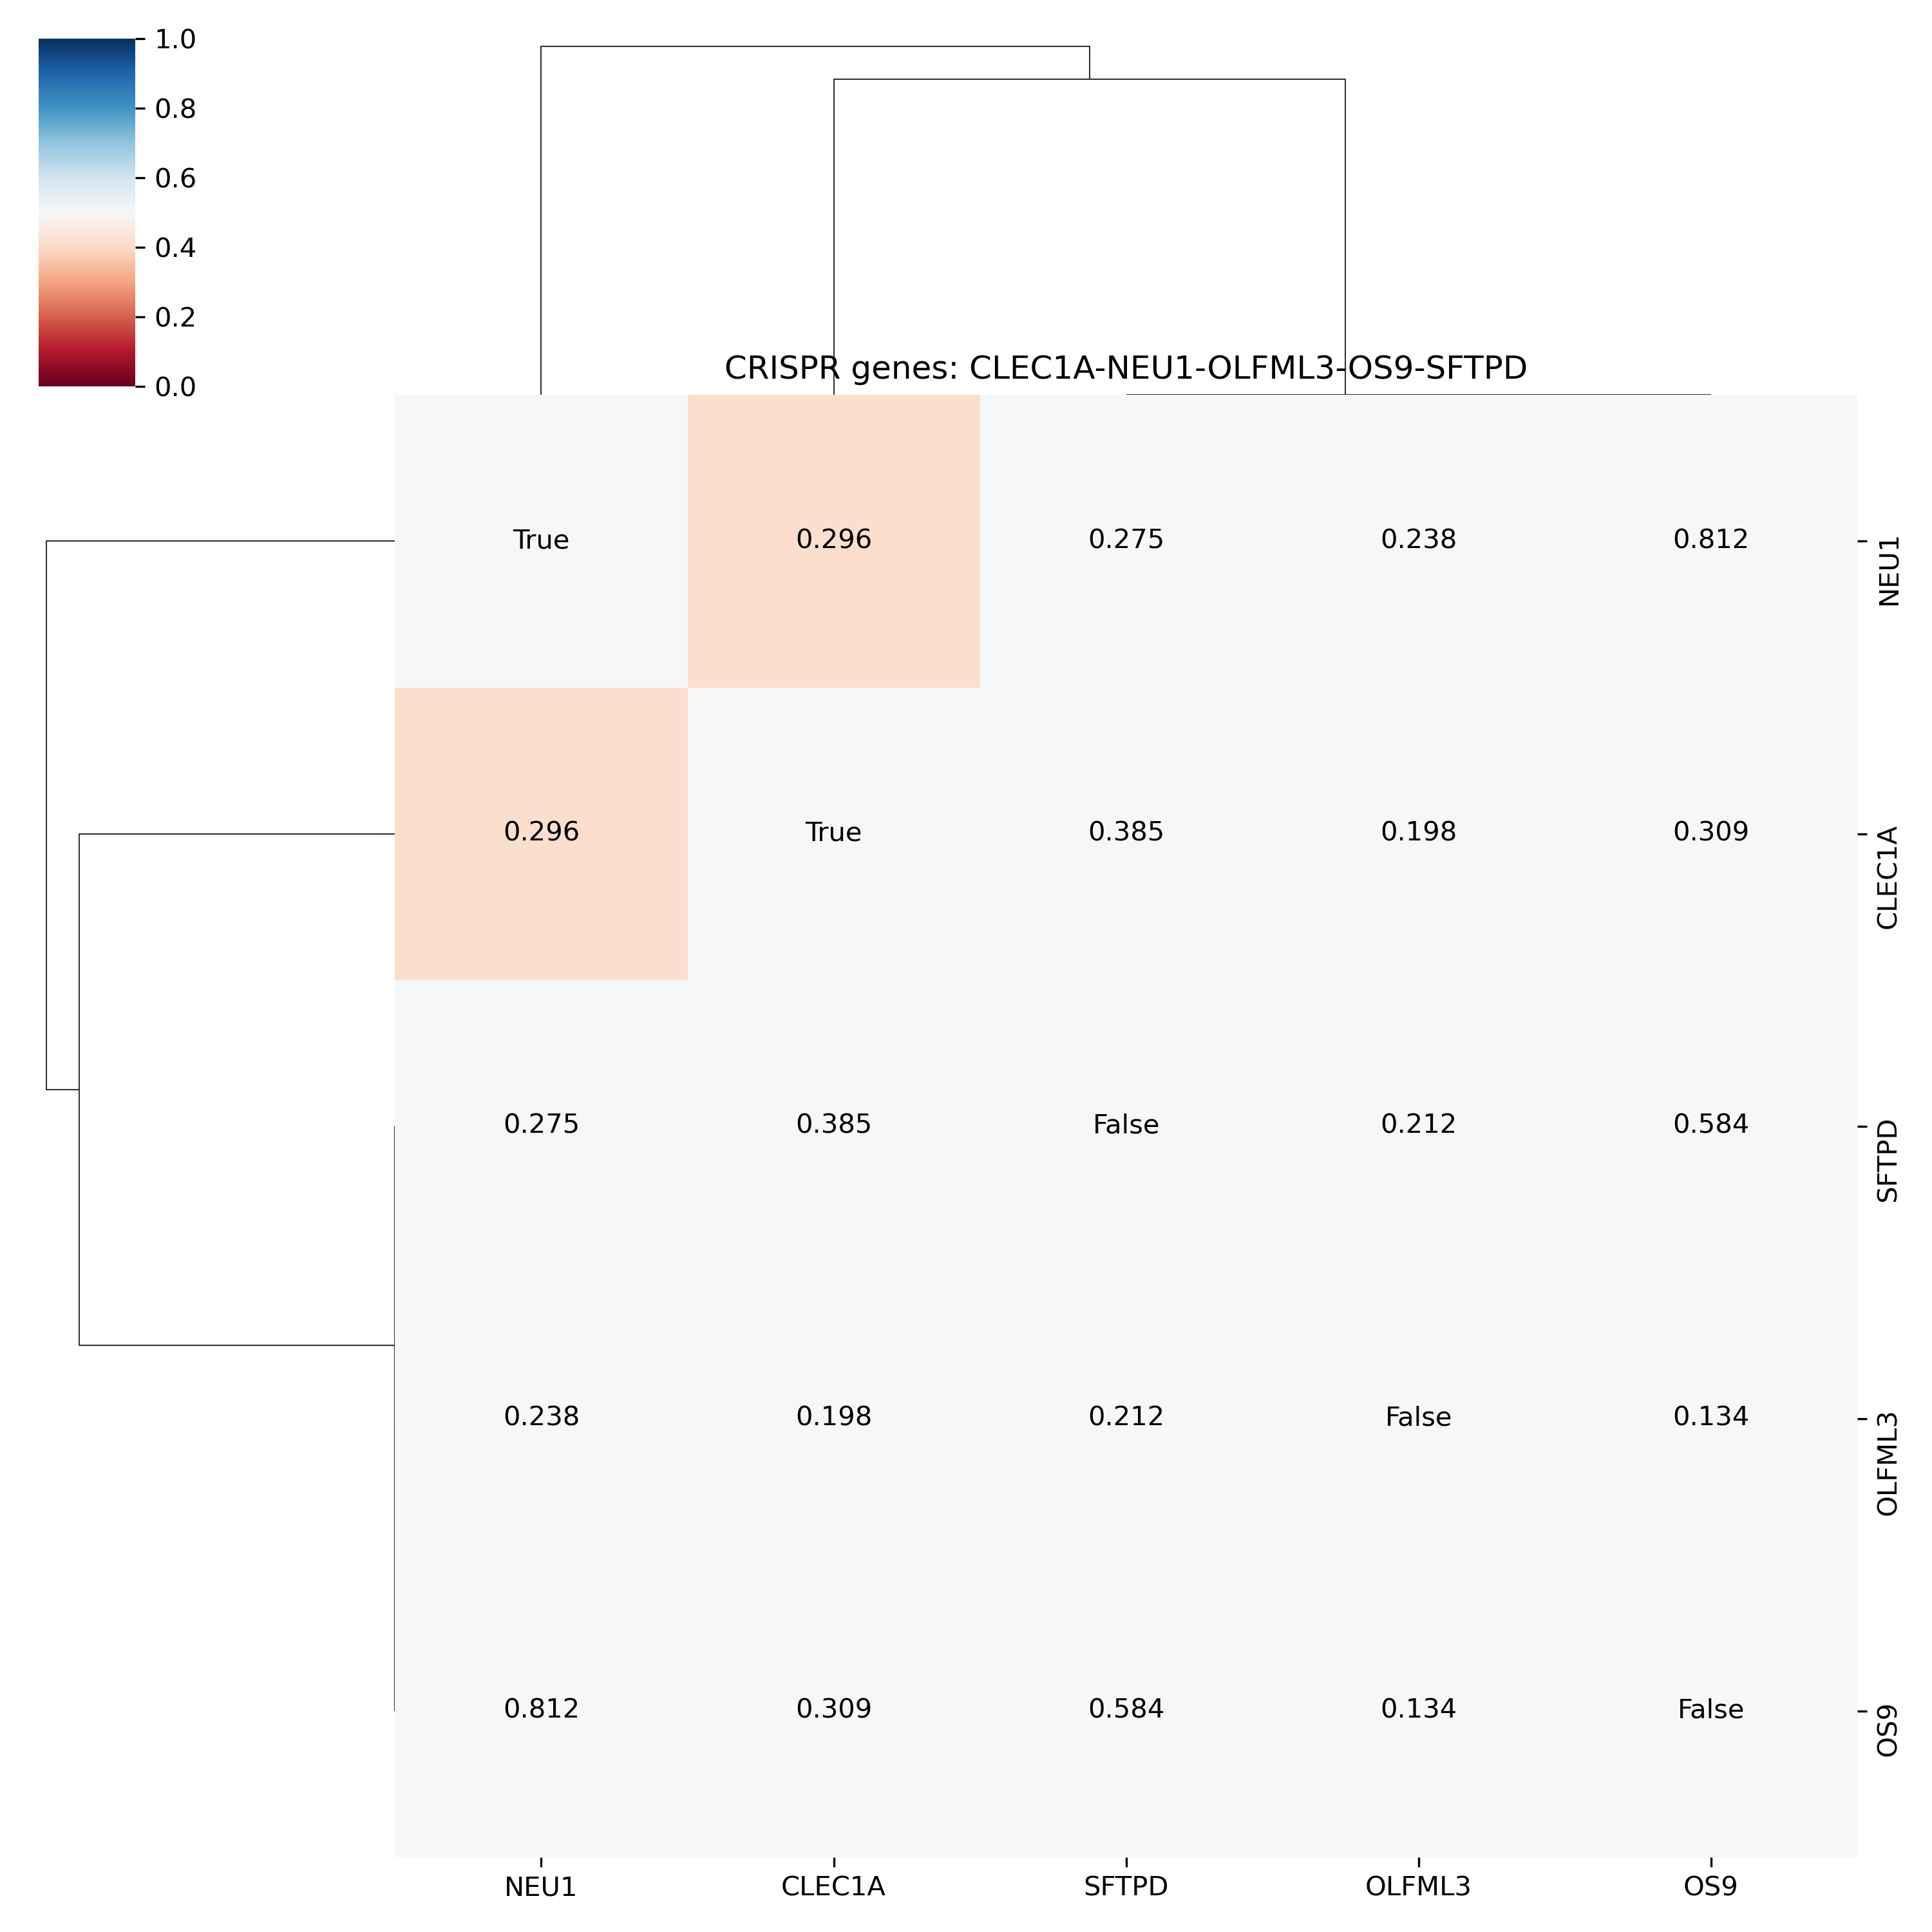 1.0
0.8
0.6
0.4
0.2
0.0
CRISPR genes: CLEC1A-NEU1-OLFML3-OS9-SFTPD
True 0.296 0.275 0.238 0.812 NEU1
0.296 True 0.385 0.198 0.309 CLEC1A
0.275 0.385 False 0.212 0.584 SFTPD
0.238 0.198 0.212 False 0.134 OLFML3
0.812 0.309 0.584 0.134 False OS9
NEU1 CLEC1A SFTPD OLFML3 OS9